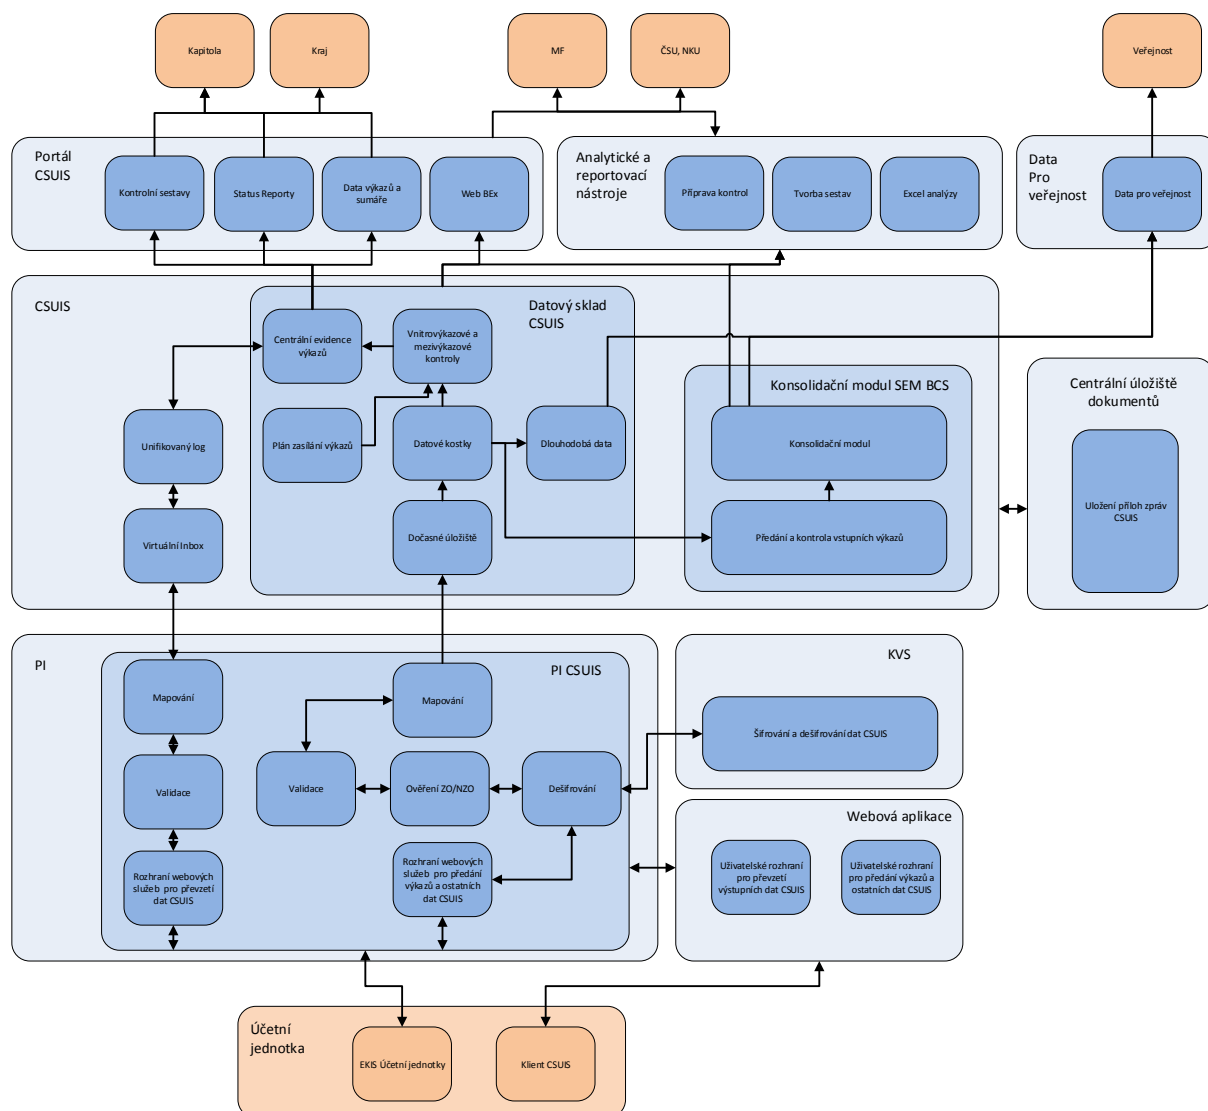 Kapitola
Kraj
MF
ČSU, NKU
Veřejnost
Portál
CSUIS
Kontrolní sestavy
Status Reporty
Data výkazů a
sumáře
Web BEx
Analytické a
reportovací
nástroje
Příprava kontrol
Tvorba sestav
Excel analýzy
Data
Pro
veřejnost
Data pro veřejnost
CSUIS
Datový sklad
CSUIS
Centrální evidence
výkazů
Vnitrovýkazové a
mezivýkazové
kontroly
Unifikovaný log
Plán zasílání výkazů
Datové kostky
Dlouhodobá data
Virtuální Inbox
Dočasné úložiště
Konsolidační modul SEM BCS
Konsolidační modul
Předání a kontrola vstupních výkazů
Centrální úložiště
dokumentů
Uložení příloh zpráv
CSUIS
PI
PI CSUIS
Mapování
Mapování
Validace
Validace
Ověření ZO/NZO
Dešifrování
Rozhraní webových
služeb pro převzetí
dat CSUIS
Rozhraní webových
služeb pro předání
výkazů a ostatních
dat CSUIS
KVS
Šifrování a dešifrování dat CSUIS
Webová aplikace
Uživatelské rozhraní
pro převzetí
výstupních dat CSUIS
Uživatelské rozhraní
pro předání výkazů a
ostatních dat CSUIS
Účetní
jednotka
EKIS Účetní jednotky
Klient CSUIS